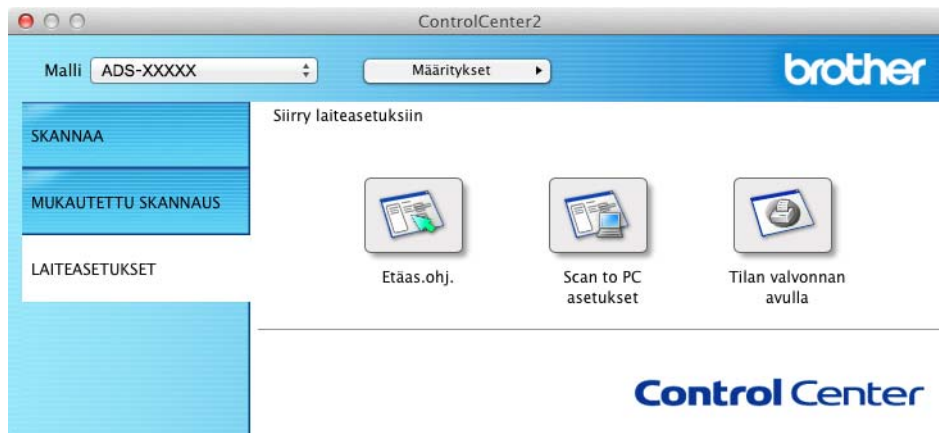 ControlCenter2
Malli ADS-XXXXX Määritykset brother
SKANNAA
MUKAUTETTU SKANNAUS
LAITEASETUKSET
Siirry laiteasetuksiin
Etäas.ohj.
Scan to PC
asetukset
Tilan valvonnan
avulla
Control Center